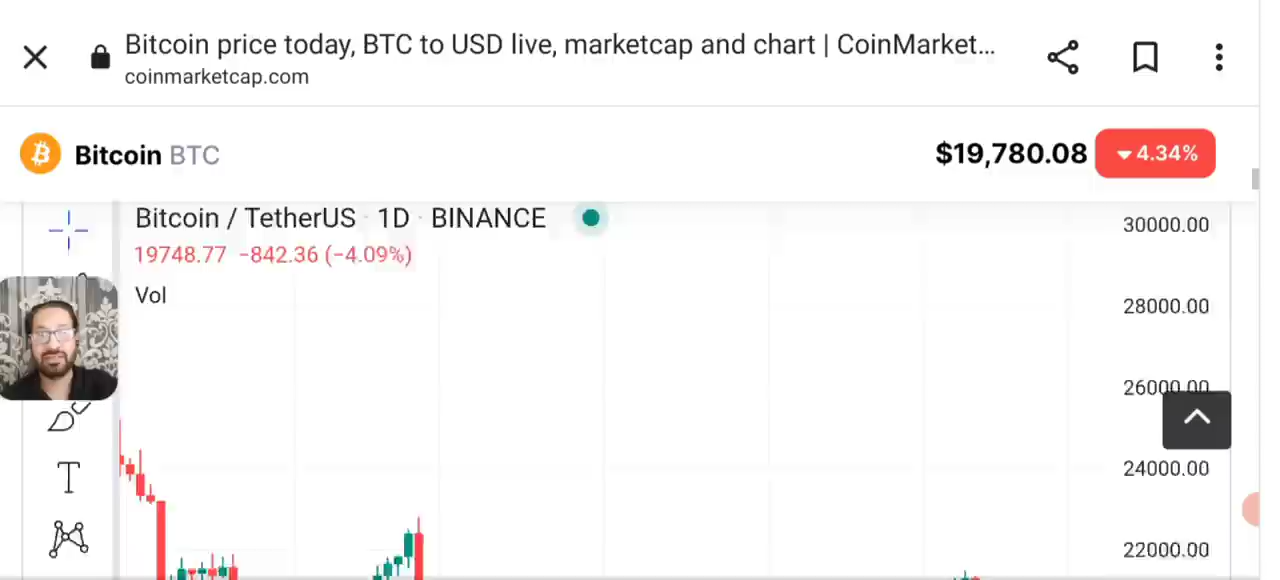 Bitcoin price today, BTC to USD live, marketcap and chart | CoinMarket...
coinmarketcap.com
Bitcoin BTC
$19,780.08 4.34%
Bitcoin / TetherUS · 1D · BINANCE
19748.77 −842.36 (−4.09%)
Vol
30000.00
28000.00
26000.00
24000.00
22000.00